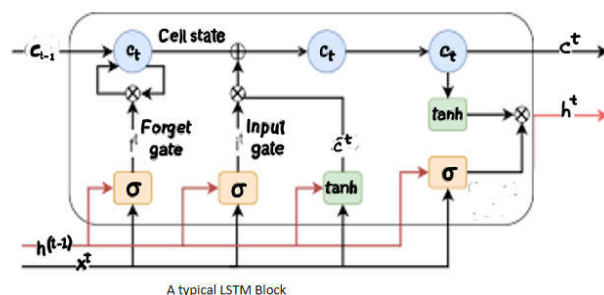 Cell state
c_{t-1} c_t c_t c_t c^t
tanh h^t
Forget gate
Input gate
f^t i^t c̃^t
σ σ tanh σ
h^(t-1)
x^t
A typical LSTM Block